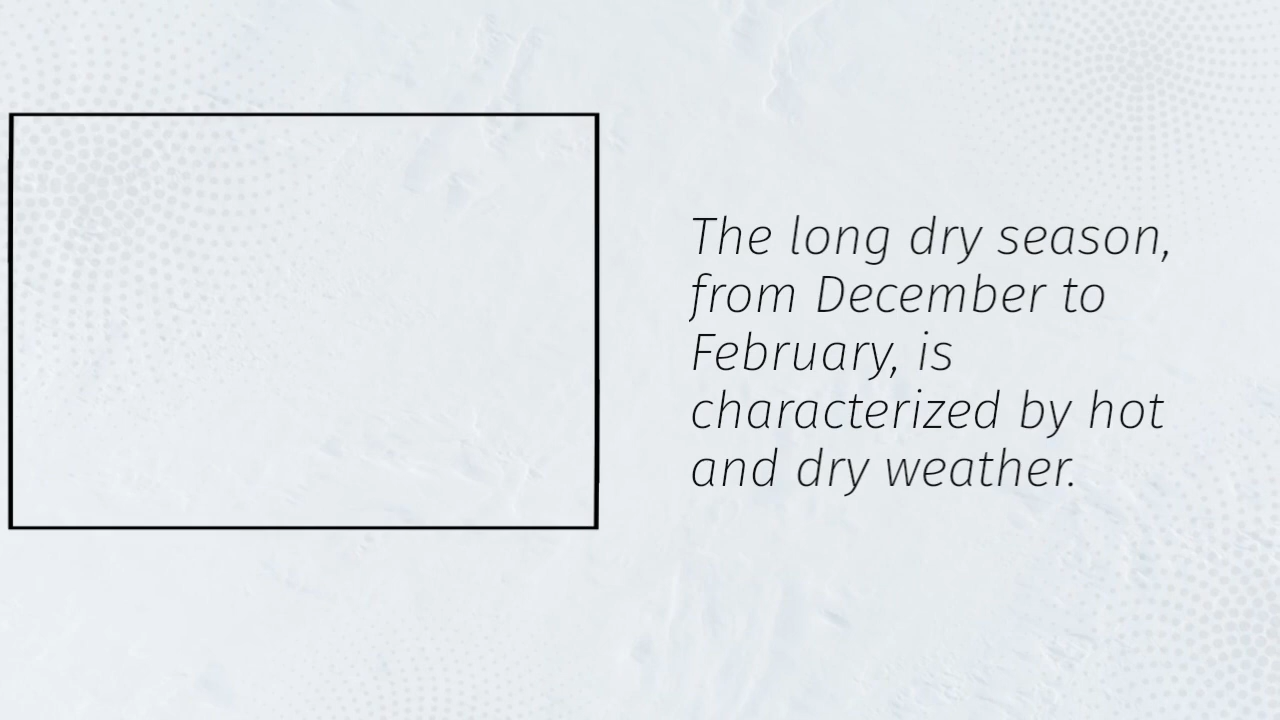 The long dry season,
from December to
February, is
characterized by hot
and dry weather.